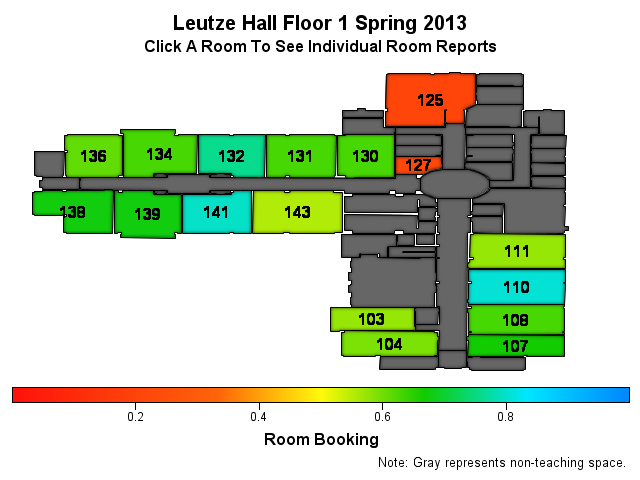 Leutze Hall Floor 1 Spring 2013
Click A Room To See Individual Room Reports
125
136 134 132 131 130 127
138 139 141 143
111
110
103 108
104 107
0.2 0.4 0.6 0.8
Room Booking
Note: Gray represents non-teaching space.